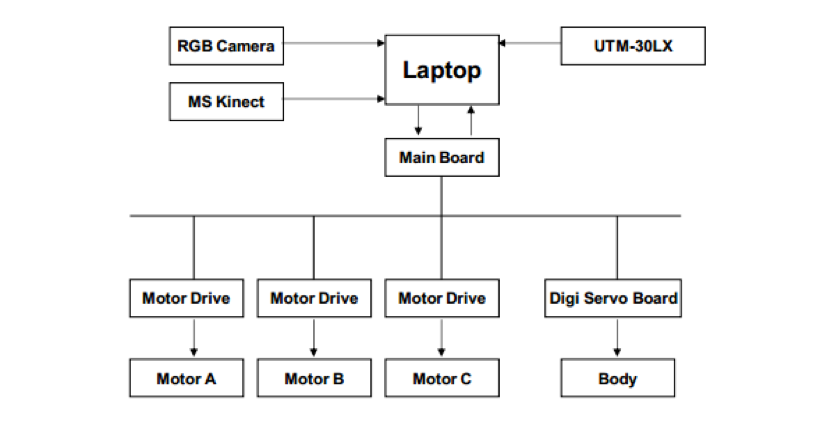 RGB Camera
Laptop
UTM-30LX
MS Kinect
Main Board
Motor Drive
Motor Drive
Motor Drive
Digi Servo Board
Motor A
Motor B
Motor C
Body